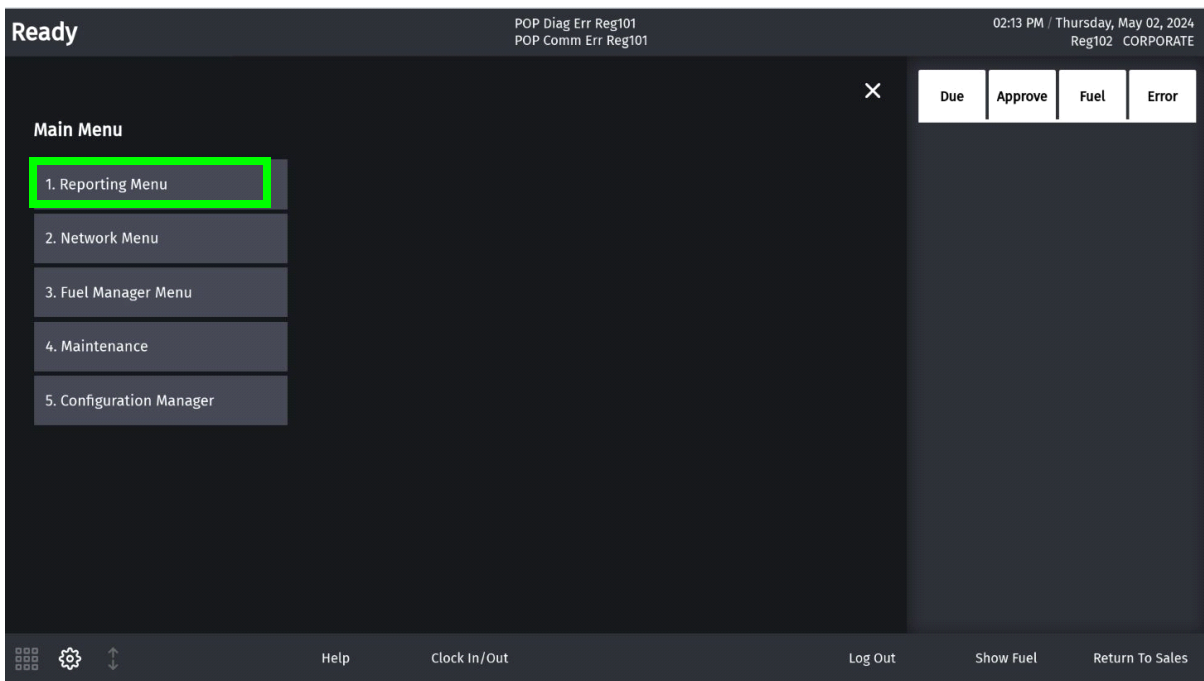 Ready
POP Diag Err Reg101
POP Comm Err Reg101
02:13 PM / Thursday, May 02, 2024
Reg102 CORPORATE
Due
Approve
Fuel
Error
Main Menu
1. Reporting Menu
2. Network Menu
3. Fuel Manager Menu
4. Maintenance
5. Configuration Manager
Help
Clock In/Out
Log Out
Show Fuel
Return To Sales